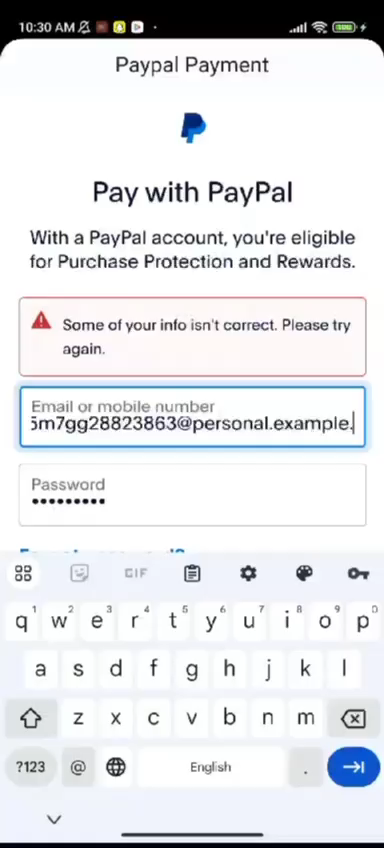 10:30 AM
Paypal Payment
Pay with PayPal
With a PayPal account, you're eligible
for Purchase Protection and Rewards.
Some of your info isn't correct. Please try
again.
Email or mobile number
5m7gg28823863@personal.example.
Password
•••••••••
GIF
q1 w2 e3 r4 t5 y6 u7 i8 o9 p0
a s d f g h j k l
z x c v b n m
?123 @ English .